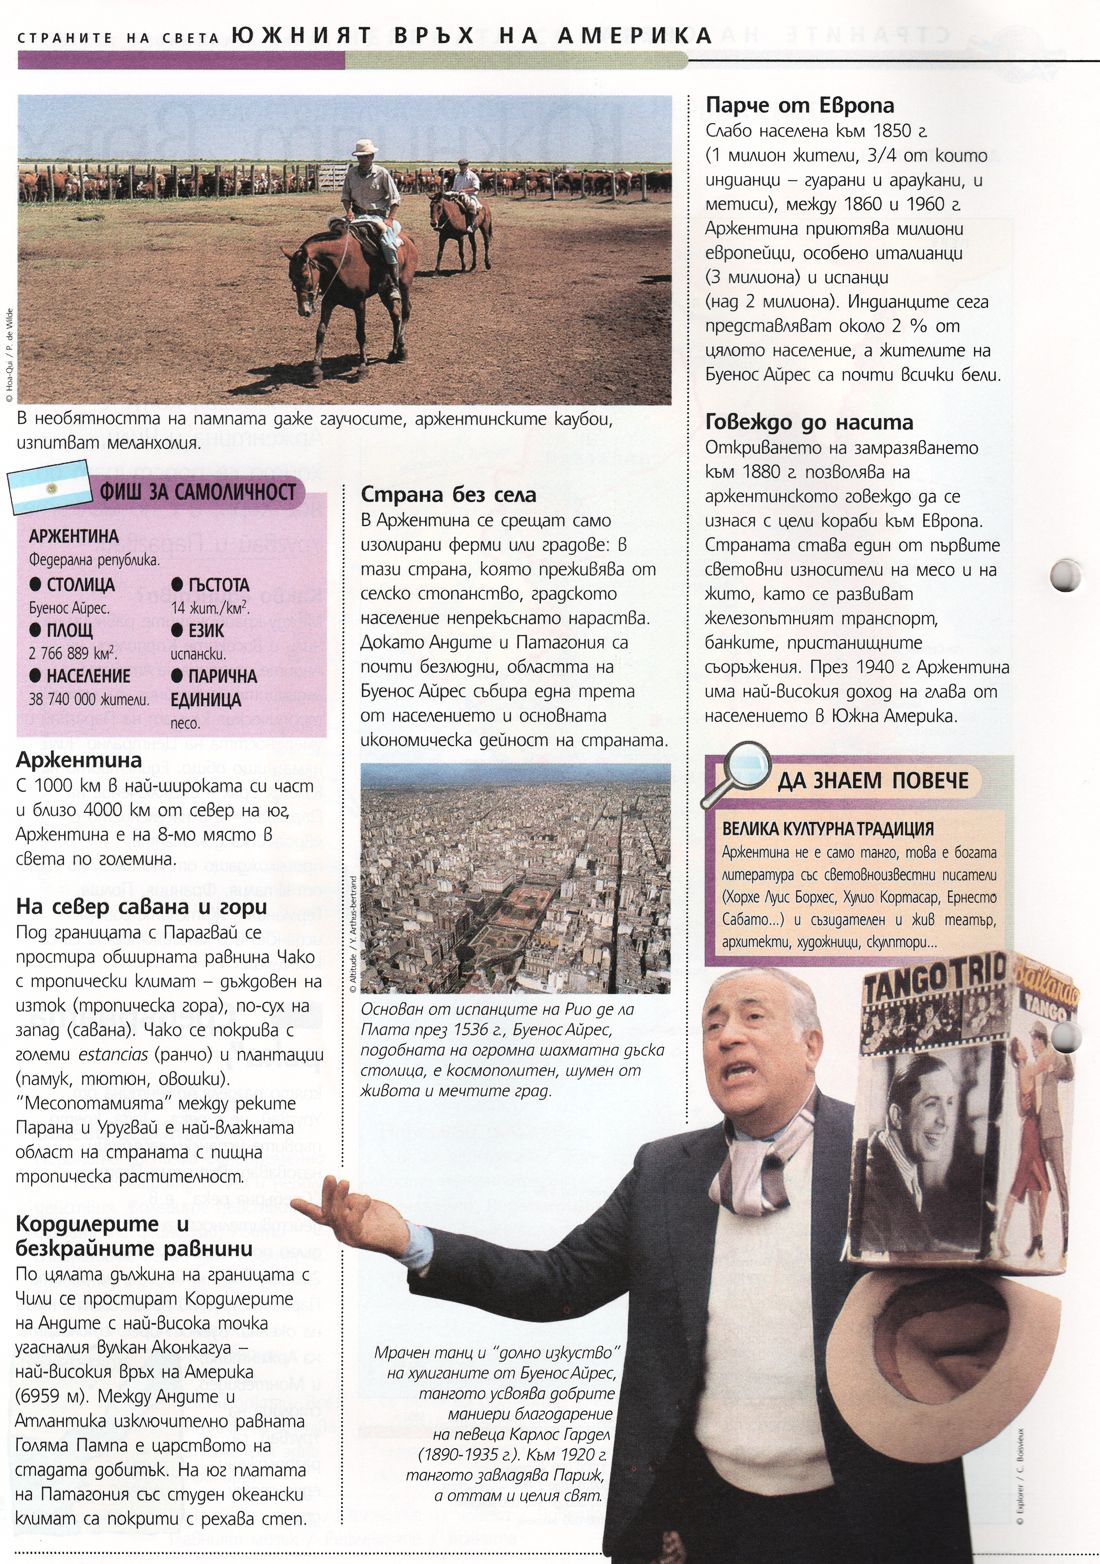 СТРАНИТЕ НА СВЕТА ЮЖНИЯТ ВРЪХ НА АМЕРИКА
© Hoa-Qui / P. de Wilde
В необятността на пампата даже гаучосите, аржентинските каубои,
изпитват меланхолия.
ФИШ ЗА САМОЛИЧНОСТ
АРЖЕНТИНА
Федерална република.
● СТОЛИЦА
Буенос Айрес.
● ПЛОЩ
2 766 889 км².
● НАСЕЛЕНИЕ
38 740 000 жители.
● ГЪСТОТА
14 жит./км².
● ЕЗИК
испански.
● ПАРИЧНА
ЕДИНИЦА
песо.
Аржентина
С 1000 км в най-широката си част
и близо 4000 км от север на юг,
Аржентина е на 8-мо място в
света по големина.
На север савана и гори
Под границата с Парагвай се
простира обширната равнина Чако
с тропически климат – дъждовен на
изток (тропическа гора), по-сух на
запад (савана). Чако се покрива с
големи estancias (ранчо) и плантации
(памук, тютюн, овошки).
“Месопотамията” между реките
Парана и Уругвай е най-влажната
област на страната с пищна
тропическа растителност.
Кордилерите и
безкрайните равнини
По цялата дължина на границата с
Чили се простират Кордилерите
на Андите с най-висока точка
угасналия вулкан Аконкагуа –
най-високия връх на Америка
(6959 м). Между Андите и
Атлантика изключително равната
Голяма Пампа е царството на
стадата добитък. На юг платата
на Патагония със студен океански
климат са покрити с рехава степ.
Страна без села
В Аржентина се срещат само
изолирани ферми или градове: в
тази страна, която преживява от
селско стопанство, градското
население непрекъснато нараства.
Докато Андите и Патагония са
почти безлюдни, областта на
Буенос Айрес събира една трета
от населението и основната
икономическа дейност на страната.
© Altitude / Y. Arthus-bertrand
Основан от испанците на Рио де ла
Плата през 1536 г., Буенос Айрес,
подобната на огромна шахматна дъска
столица, е космополитен, шумен от
живота и мечтите град.
Мрачен танц и “долно изкуство”
на хулиганите от Буенос Айрес,
тангото усвоява добрите
маниери благодарение
на певеца Карлос Гардел
(1890-1935 г.). Към 1920 г.
тангото завладява Париж,
а оттам и целия свят.
Парче от Европа
Слабо населена към 1850 г.
(1 милион жители, 3/4 от които
индианци – гуарани и араукани, и
метиси), между 1860 и 1960 г.
Аржентина приютява милиони
европейци, особено италианци
(3 милиона) и испанци
(над 2 милиона). Индианците сега
представляват около 2 % от
цялото население, а жителите на
Буенос Айрес са почти всички бели.
Говеждо до насита
Откриването на замразяването
към 1880 г. позволява на
аржентинското говеждо да се
изнася с цели кораби към Европа.
Страната става един от първите
световни износители на месо и на
жито, като се развиват
железопътният транспорт,
банките, пристанищните
съоръжения. През 1940 г. Аржентина
има най-високия доход на глава от
населението в Южна Америка.
ДА ЗНАЕМ ПОВЕЧЕ
ВЕЛИКА КУЛТУРНА ТРАДИЦИЯ
Аржентина не е само танго, това е богата
литература със световноизвестни писатели
(Хорхе Луис Борхес, Хулио Кортасар, Ернесто
Сабато...) и съзидателен и жив театър,
архитекти, художници, скулптори...
TANGO TRIO
Bailando
TANGO
© Explorer / C. Boisvieux